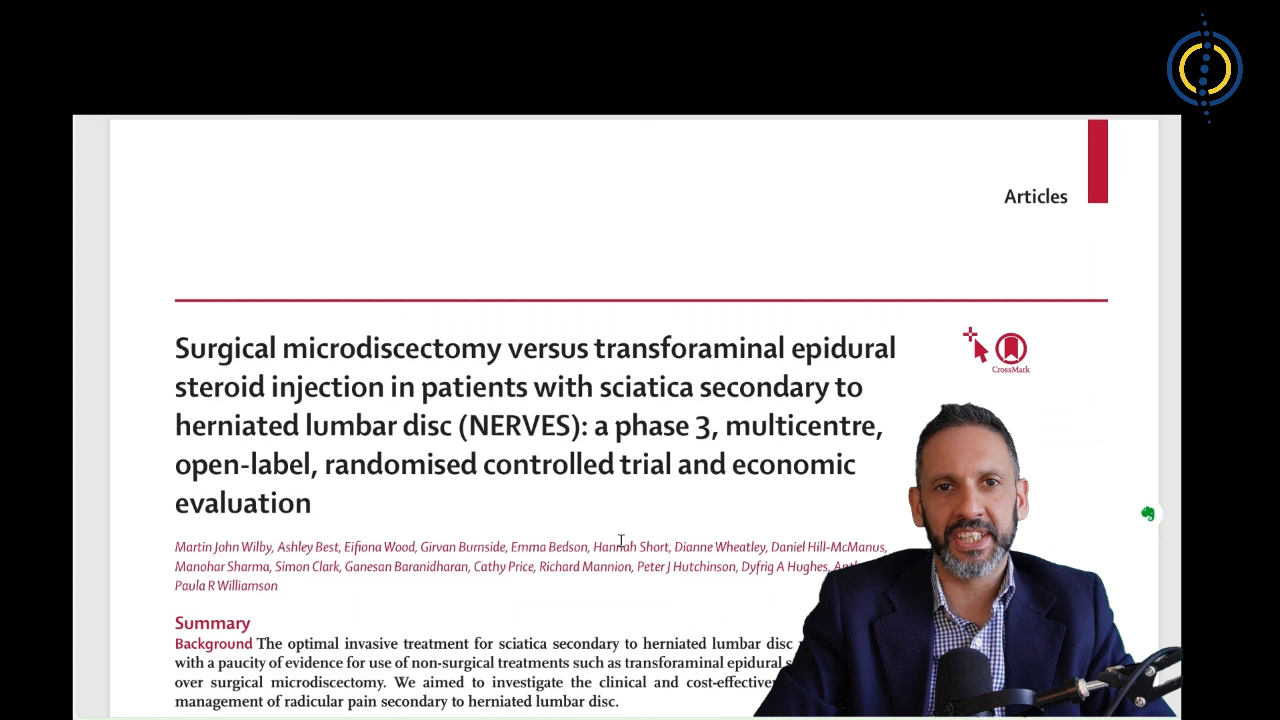 Articles
Surgical microdiscectomy versus transforaminal epidural
steroid injection in patients with sciatica secondary to
herniated lumbar disc (NERVES): a phase 3, multicentre,
open-label, randomised controlled trial and economic
evaluation
CrossMark
Martin John Wilby, Ashley Best, Eifiona Wood, Girvan Burnside, Emma Bedson, Hannah Short, Dianne Wheatley, Daniel Hill-McManus,
Manohar Sharma, Simon Clark, Ganesan Baranidharan, Cathy Price, Richard Mannion, Peter J Hutchinson, Dyfrig A Hughes,
Paula R Williamson
Summary
Background The optimal invasive treatment for sciatica secondary to herniated lumbar disc
with a paucity of evidence for use of non-surgical treatments such as transforaminal epidural
over surgical microdiscectomy. We aimed to investigate the clinical and
management of radicular pain secondary to herniated lumbar disc.